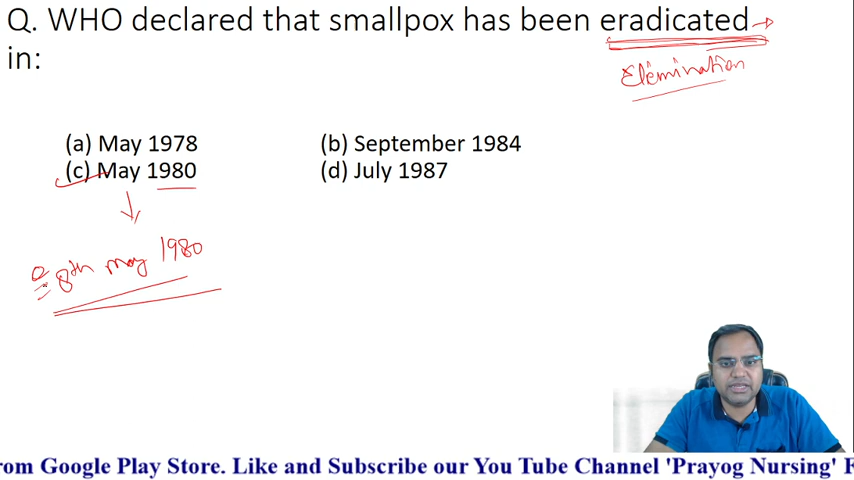 Q. WHO declared that smallpox has been eradicated
in:
Elemination
(a) May 1978
(b) September 1984
(c) May 1980
(d) July 1987
8th may 1980
rom Google Play Store. Like and Subscribe our You Tube Channel 'Prayog Nursing' F